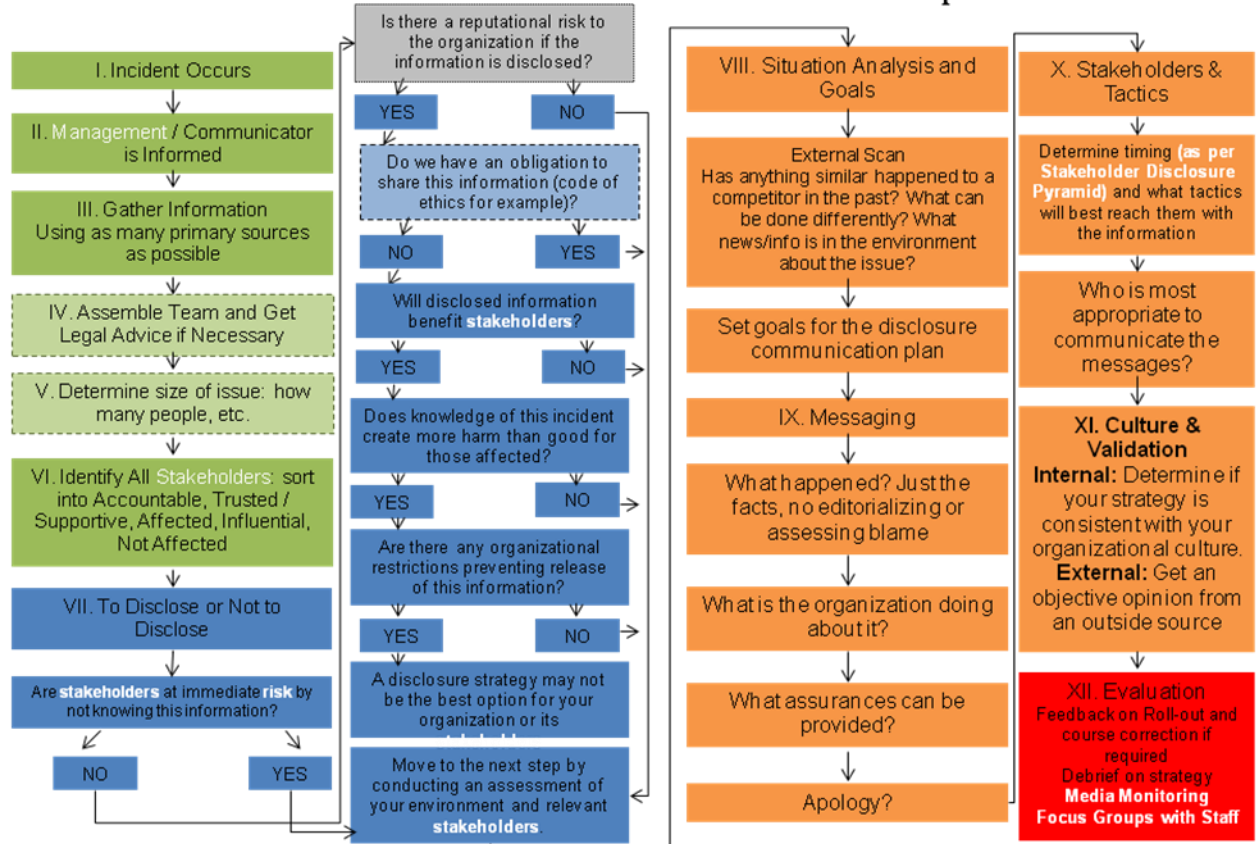 I. Incident Occurs
II. Management / Communicator
is Informed
III. Gather Information
Using as many primary sources
as possible
IV. Assemble Team and Get
Legal Advice if Necessary
V. Determine size of issue: how
many people, etc.
VI. Identify All Stakeholders: sort
into Accountable, Trusted /
Supportive, Affected, Influential,
Not Affected
VII. To Disclose or Not to
Disclose
Are stakeholders at immediate risk by
not knowing this information?
NO
YES
Is there a reputational risk to
the organization if the
information is disclosed?
YES
NO
Do we have an obligation to
share this information (code of
ethics for example)?
NO
YES
Will disclosed information
benefit stakeholders?
YES
NO
Does knowledge of this incident
create more harm than good for
those affected?
YES
NO
Are there any organizational
restrictions preventing release
of this information?
YES
NO
A disclosure strategy may not
be the best option for your
organization or its
Move to the next step by
conducting an assessment of
your environment and relevant
stakeholders.
VIII. Situation Analysis and
Goals
External Scan
Has anything similar happened to a
competitor in the past? What can
be done differently? What
news/info is in the environment
about the issue?
Set goals for the disclosure
communication plan
IX. Messaging
What happened? Just the
facts, no editorializing or
assessing blame
What is the organization doing
about it?
What assurances can be
provided?
Apology?
X. Stakeholders &
Tactics
Determine timing (as per
Stakeholder Disclosure
Pyramid) and what tactics
will best reach them with
the information
Who is most
appropriate to
communicate the
messages?
XI. Culture &
Validation
Internal: Determine if
your strategy is
consistent with your
organizational culture.
External: Get an
objective opinion from
an outside source
XII. Evaluation
Feedback on Roll-out and
course correction if
required
Debrief on strategy
Media Monitoring
Focus Groups with Staff